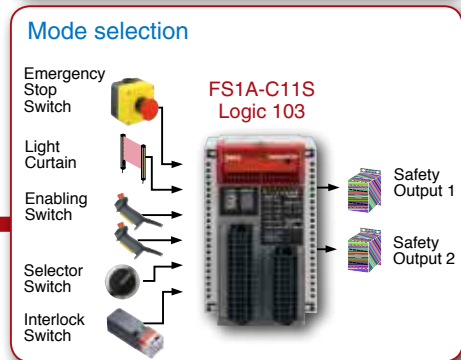 Mode selection
Emergency
Stop
Switch
FS1A-C11S
Logic 103
Light
Curtain
Enabling
Switch
Selector
Switch
Interlock
Switch
Safety
Output 1
Safety
Output 2